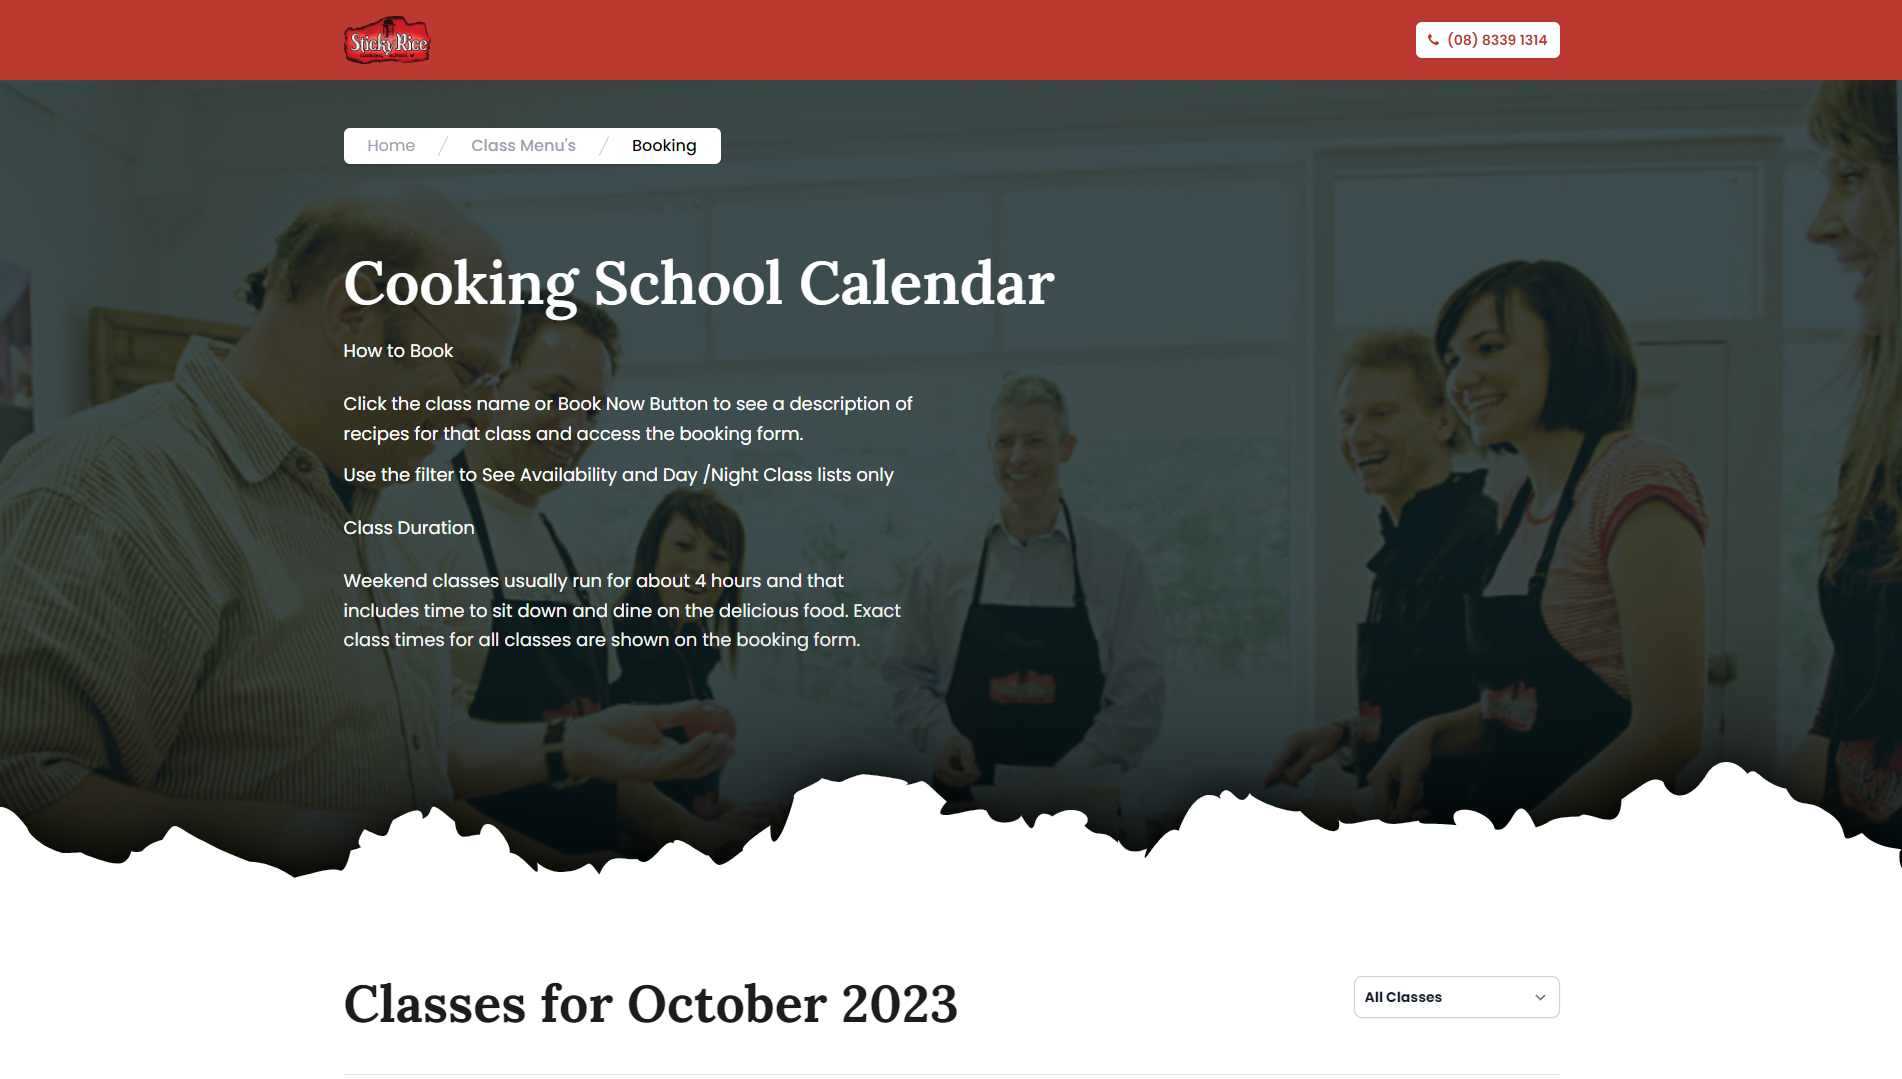 Sticky Rice
cooking school
(08) 8339 1314
Home / Class Menu's / Booking
Cooking School Calendar
How to Book
Click the class name or Book Now Button to see a description of
recipes for that class and access the booking form.
Use the filter to See Availability and Day /Night Class lists only
Class Duration
Weekend classes usually run for about 4 hours and that
includes time to sit down and dine on the delicious food. Exact
class times for all classes are shown on the booking form.
Classes for October 2023
All Classes